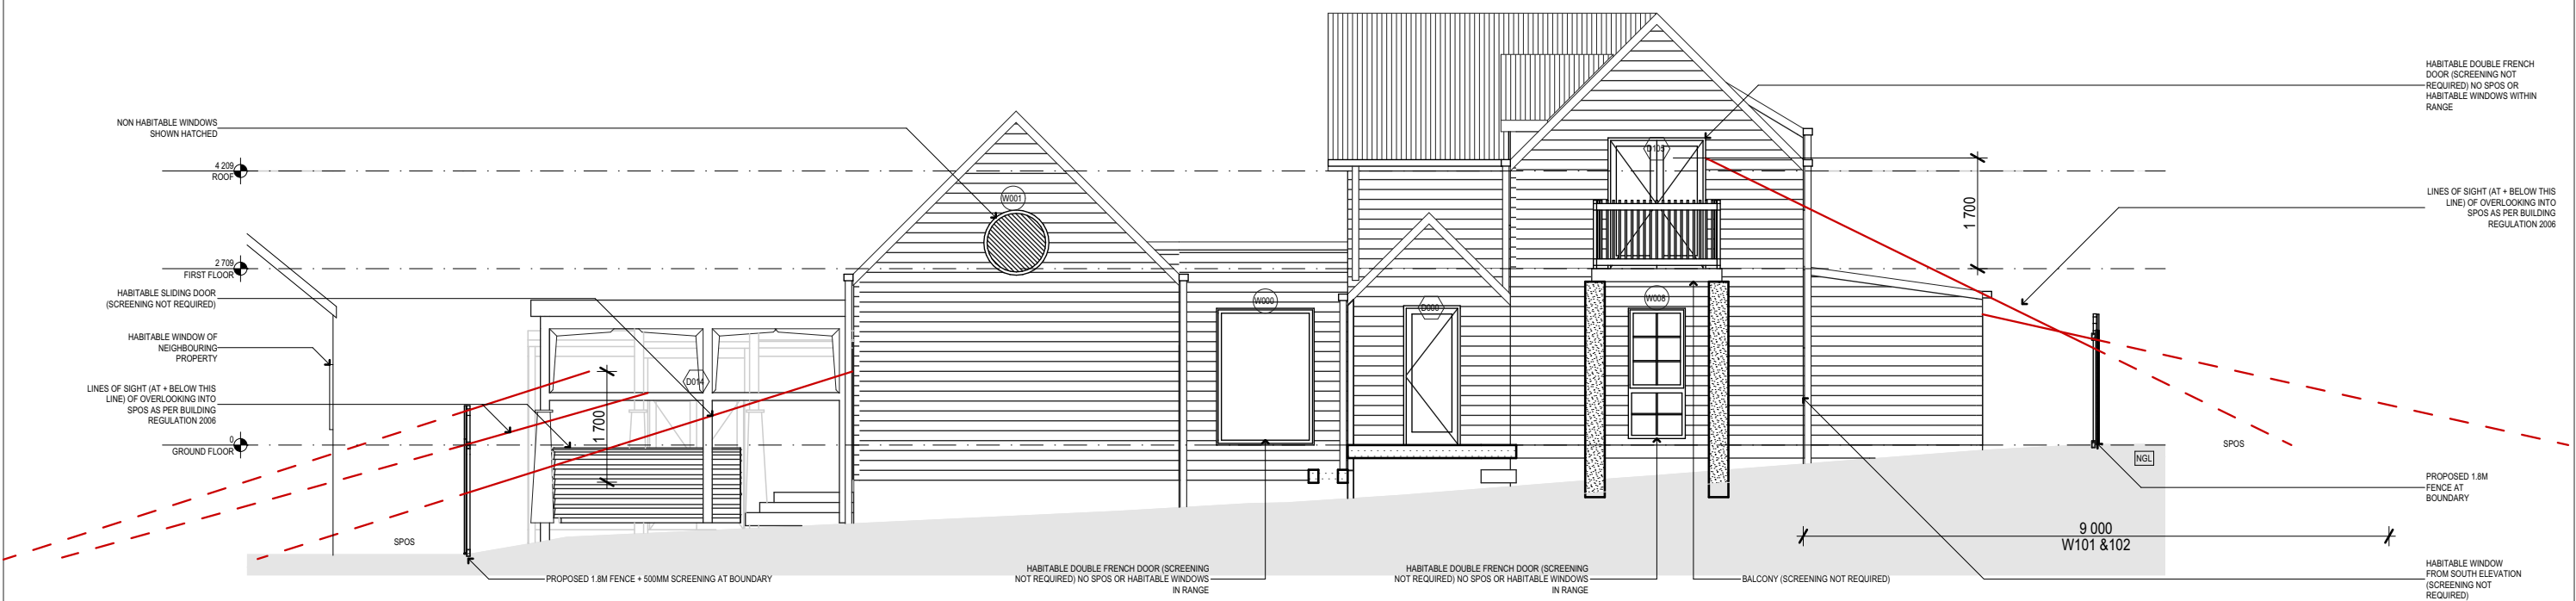 HABITABLE DOUBLE FRENCH
DOOR (SCREENING NOT
REQUIRED) NO SPOS OR
HABITABLE WINDOWS WITHIN
RANGE
NON HABITABLE WINDOWS
SHOWN HATCHED
D105
4 209
ROOF
W001
LINES OF SIGHT (AT + BELOW THIS
LINE) OF OVERLOOKING INTO
SPOS AS PER BUILDING
REGULATION 2006
1 700
2 709
FIRST FLOOR
HABITABLE SLIDING DOOR
(SCREENING NOT REQUIRED)
W000
W008
D000
HABITABLE WINDOW OF
NEIGHBOURING
PROPERTY
D014
LINES OF SIGHT (AT + BELOW THIS
LINE) OF OVERLOOKING INTO
SPOS AS PER BUILDING
REGULATION 2006
1 700
0
GROUND FLOOR
SPOS
NGL
PROPOSED 1.8M
FENCE AT
BOUNDARY
SPOS
9 000
W101 &102
PROPOSED 1.8M FENCE + 500MM SCREENING AT BOUNDARY
HABITABLE DOUBLE FRENCH DOOR (SCREENING
NOT REQUIRED) NO SPOS OR HABITABLE WINDOWS
IN RANGE
HABITABLE DOUBLE FRENCH DOOR (SCREENING
NOT REQUIRED) NO SPOS OR HABITABLE WINDOWS
IN RANGE
BALCONY (SCREENING NOT REQUIRED)
HABITABLE WINDOW
FROM SOUTH ELEVATION
(SCREENING NOT
REQUIRED)